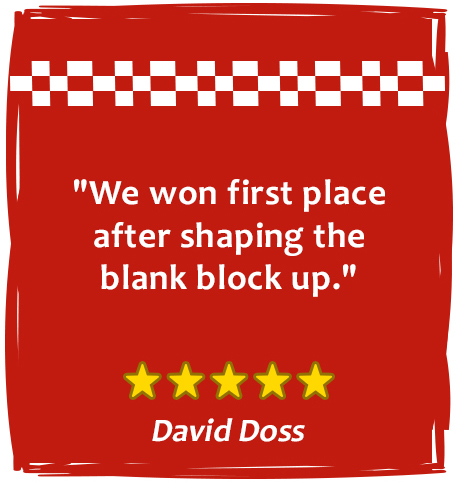 "We won first place
after shaping the
blank block up."
David Doss